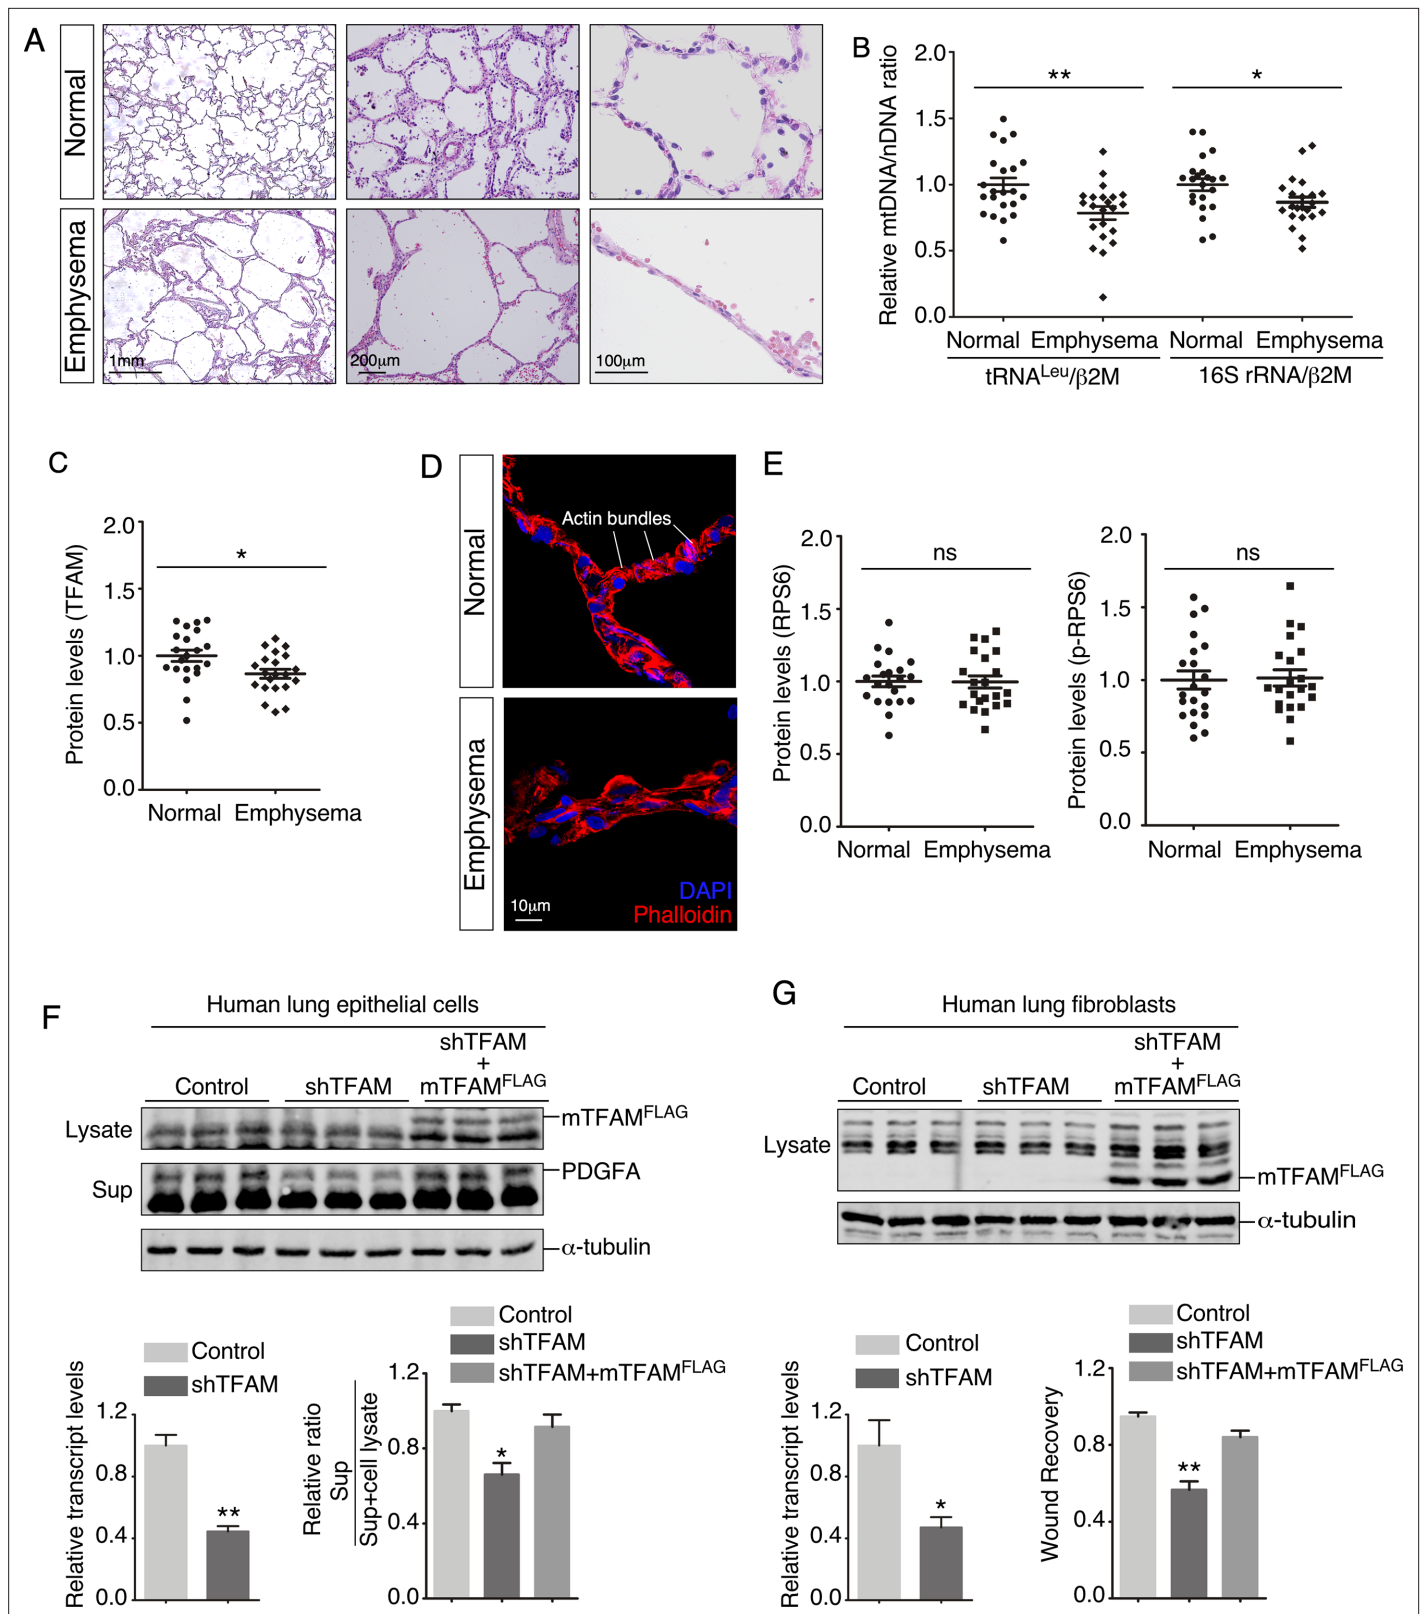 A
Normal
Emphysema
1mm
200μm
100μm
B
Relative mtDNA/nDNA ratio
2.0
1.5
1.0
0.5
0.0
**
*
Normal Emphysema Normal Emphysema
tRNALeu/β2M
16S rRNA/β2M
C
Protein levels (TFAM)
2.0
1.5
1.0
0.5
0.0
*
Normal Emphysema
D
Normal
Actin bundles
Emphysema
DAPI
Phalloidin
10μm
E
Protein levels (RPS6)
2.0
1.5
1.0
0.5
0.0
ns
Normal Emphysema
Protein levels (p-RPS6)
2.0
1.5
1.0
0.5
0.0
ns
Normal Emphysema
F
Human lung epithelial cells
Control
shTFAM
shTFAM
+
mTFAMFLAG
Lysate
mTFAMFLAG
Sup
PDGFA
α-tubulin
Control
shTFAM
Relative transcript levels
1.2
0.8
0.4
0.0
**
Control
shTFAM
shTFAM+mTFAMFLAG
Relative ratio
Sup
Sup+cell lysate
1.2
0.8
0.4
0.0
*
G
Human lung fibroblasts
Control
shTFAM
shTFAM
+
mTFAMFLAG
Lysate
mTFAMFLAG
α-tubulin
Control
shTFAM
Relative transcript levels
1.2
0.8
0.4
0.0
*
Control
shTFAM
shTFAM+mTFAMFLAG
Wound Recovery
1.2
0.8
0.4
0.0
**